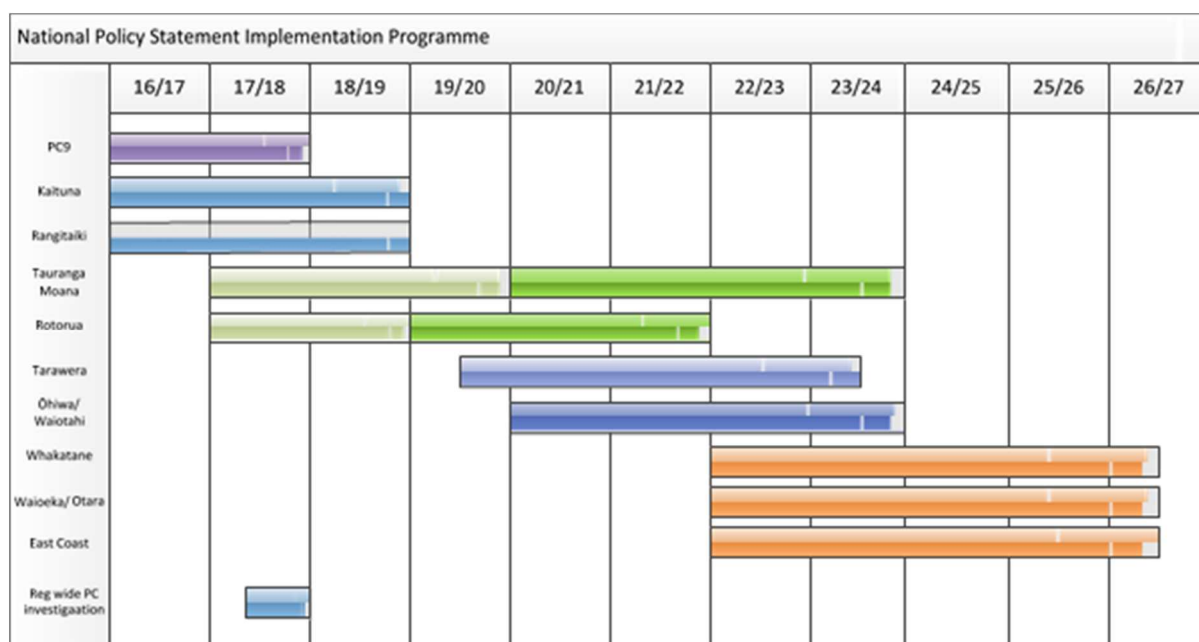 National Policy Statement Implementation Programme
16/17 17/18 18/19 19/20 20/21 21/22 22/23 23/24 24/25 25/26 26/27
PC9
Kaituna
Rangitaiki
Tauranga
Moana
Rotorua
Tarawera
Ōhiwa/
Waiotahi
Whakatane
Waioeka/ Otara
East Coast
Reg wide PC
investigaation